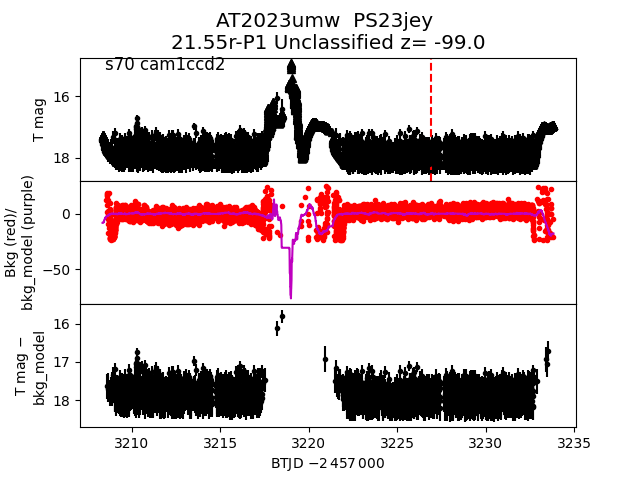 AT2023umw  PS23jey
21.55r-P1 Unclassified z= -99.0
s70 cam1ccd2
T mag
16
18
Bkg (red)/
bkg_model (purple)
0
−50
T mag −
bkg_model
16
17
18
3210 3215 3220 3225 3230 3235
BTJD −2 457 000